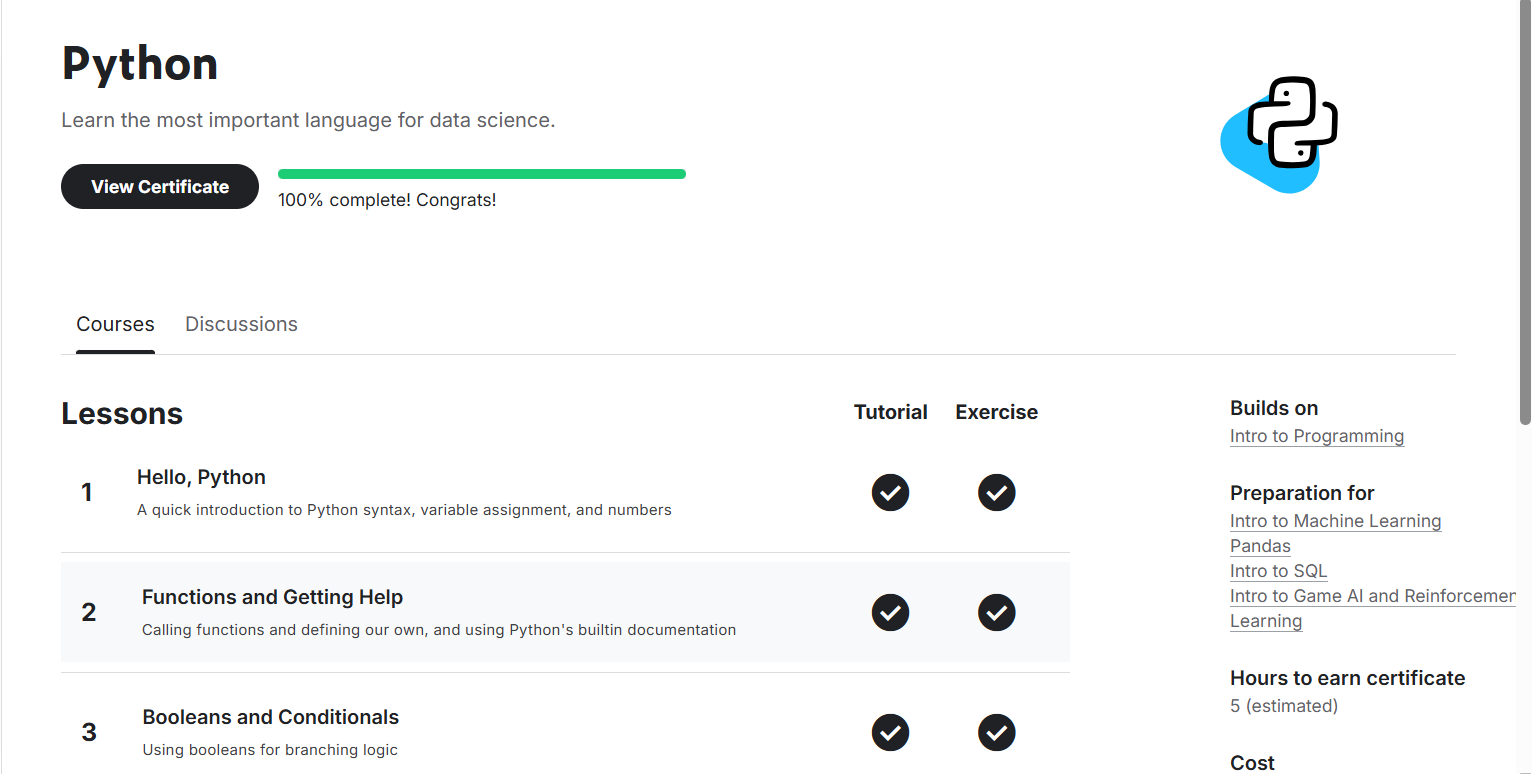 Python
Learn the most important language for data science.
View Certificate
100% complete! Congrats!
Courses Discussions
Lessons Tutorial Exercise
1 Hello, Python
A quick introduction to Python syntax, variable assignment, and numbers
2 Functions and Getting Help
Calling functions and defining our own, and using Python's builtin documentation
3 Booleans and Conditionals
Using booleans for branching logic
Builds on
Intro to Programming
Preparation for
Intro to Machine Learning
Pandas
Intro to SQL
Intro to Game AI and Reinforcemen
Learning
Hours to earn certificate
5 (estimated)
Cost